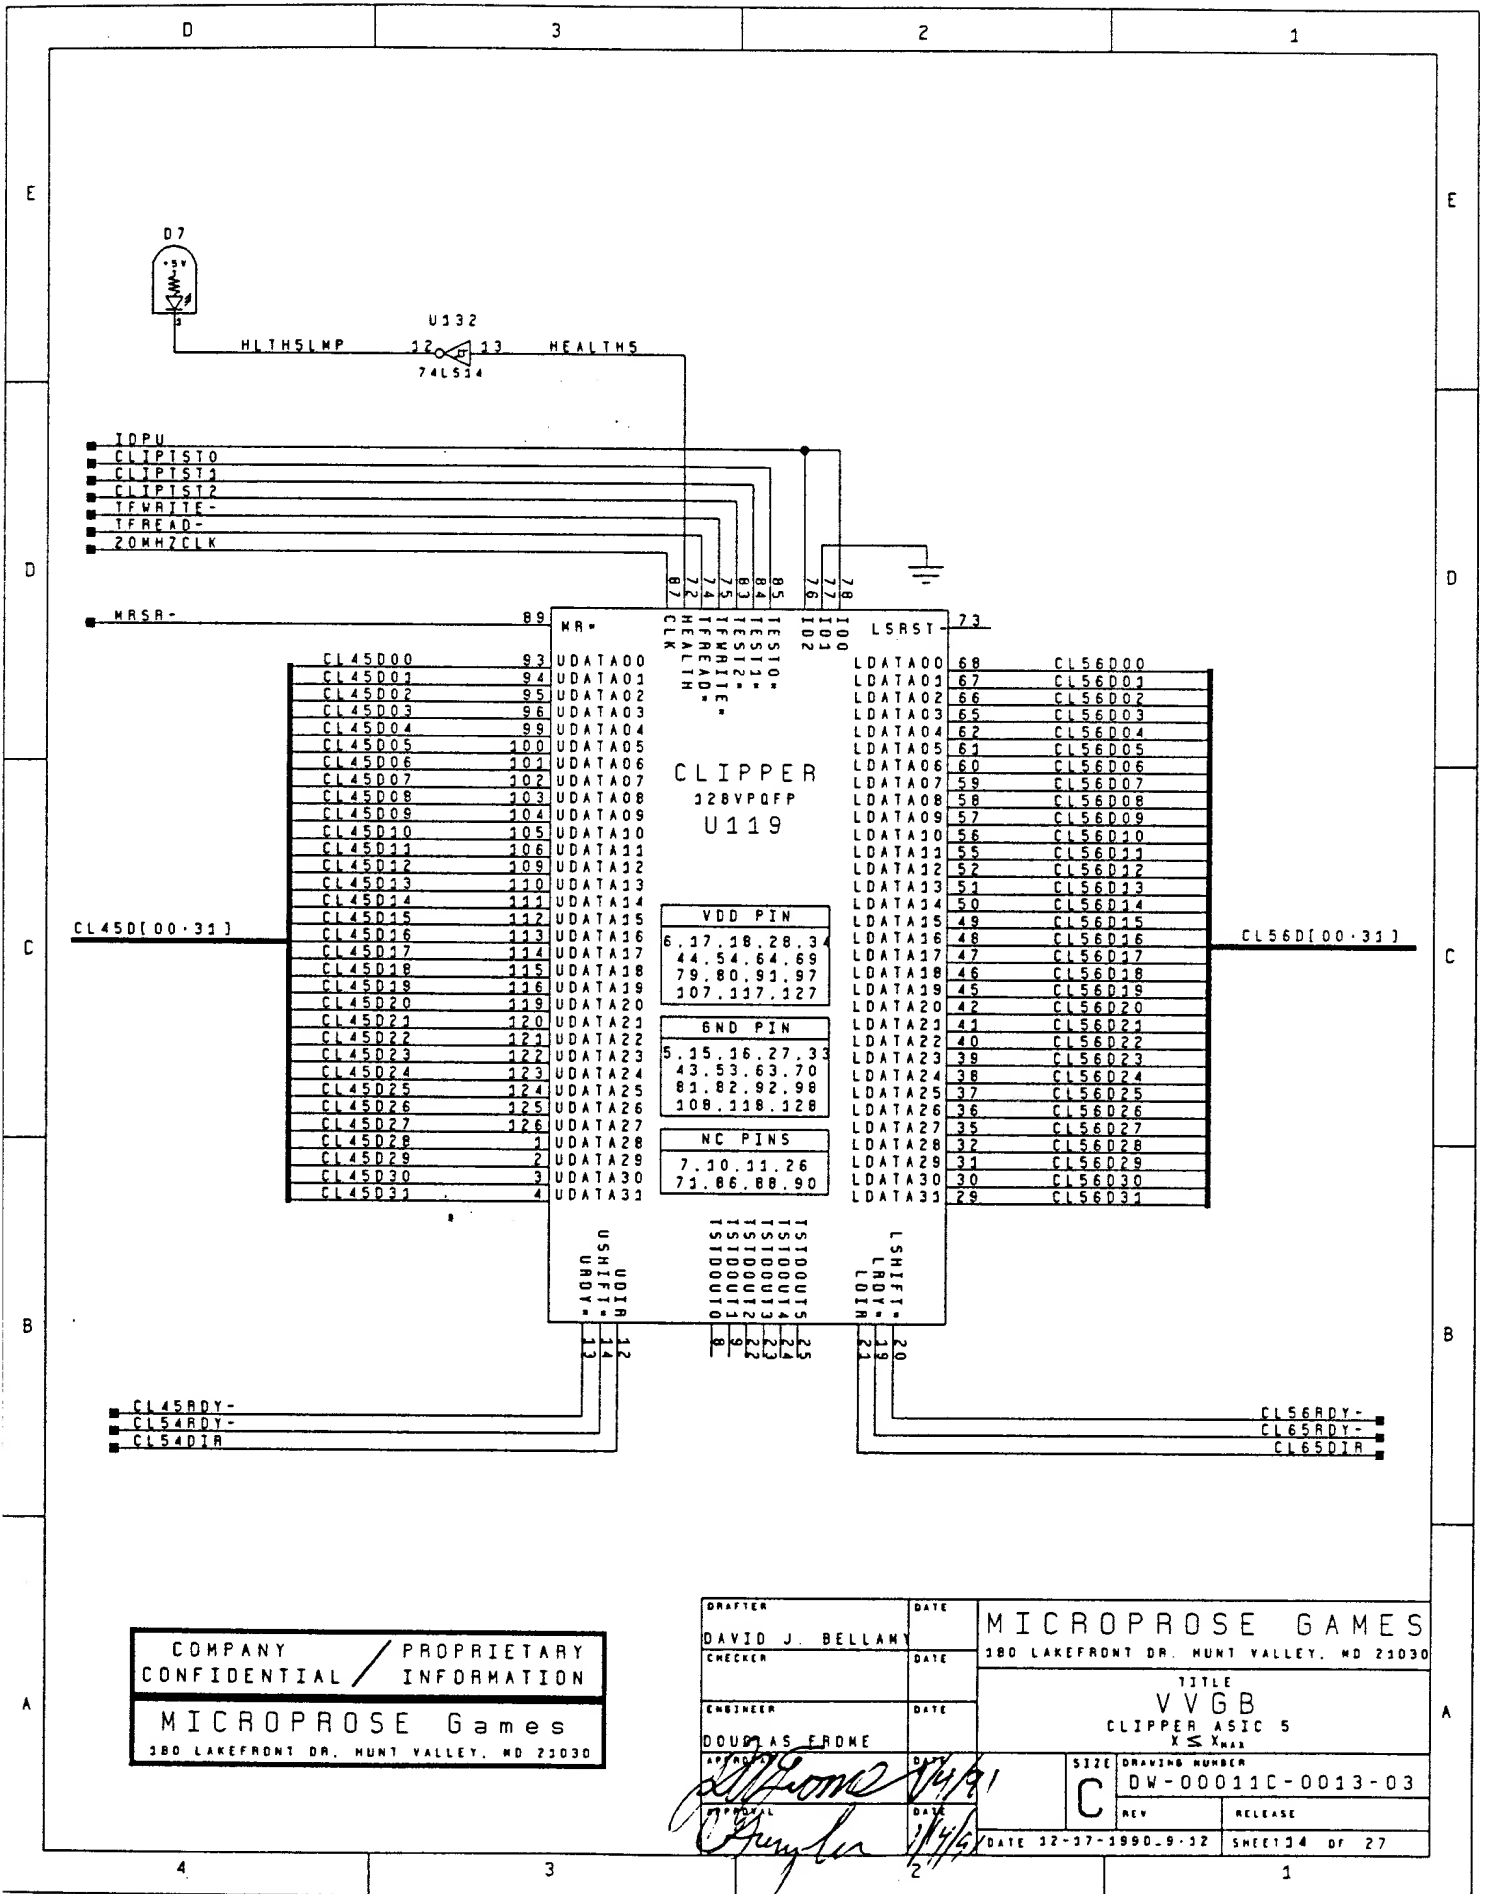 D 3 2 1
E E
D7
+5V
1
U132
HLTH5LMP 12 13 HEALTH5
74LS14
IDPU
CLIPTST0
CLIPTST1
CLIPTST2
TFWRITE-
TFREAD-
20MHZCLK
D D
87 72 74 75 83 84 85 76 77 78
CLK HEALTH TFREAD* TFWRITE* TEST2* TEST1* TEST0* ID2 ID1 ID0
MRSR- 89 MR* LSRST 73
CL45D00 93 UDATA00 LDATA00 68 CL56D00
CL45D01 94 UDATA01 LDATA01 67 CL56D01
CL45D02 95 UDATA02 LDATA02 66 CL56D02
CL45D03 96 UDATA03 LDATA03 65 CL56D03
CL45D04 99 UDATA04 LDATA04 62 CL56D04
CL45D05 100 UDATA05 LDATA05 61 CL56D05
CL45D06 101 UDATA06 LDATA06 60 CL56D06
CL45D07 102 UDATA07 LDATA07 59 CL56D07
CL45D08 103 UDATA08 LDATA08 58 CL56D08
CL45D09 104 UDATA09 LDATA09 57 CL56D09
CL45D10 105 UDATA10 LDATA10 56 CL56D10
CL45D11 106 UDATA11 LDATA11 55 CL56D11
CL45D12 109 UDATA12 LDATA12 52 CL56D12
CL45D13 110 UDATA13 LDATA13 51 CL56D13
CL45D14 111 UDATA14 LDATA14 50 CL56D14
CL45D15 112 UDATA15 LDATA15 49 CL56D15
CL45D16 113 UDATA16 LDATA16 48 CL56D16
CL45D17 114 UDATA17 LDATA17 47 CL56D17
CL45D18 115 UDATA18 LDATA18 46 CL56D18
CL45D19 116 UDATA19 LDATA19 45 CL56D19
CL45D20 119 UDATA20 LDATA20 42 CL56D20
CL45D21 120 UDATA21 LDATA21 41 CL56D21
CL45D22 121 UDATA22 LDATA22 40 CL56D22
CL45D23 122 UDATA23 LDATA23 39 CL56D23
CL45D24 123 UDATA24 LDATA24 38 CL56D24
CL45D25 124 UDATA25 LDATA25 37 CL56D25
CL45D26 125 UDATA26 LDATA26 36 CL56D26
CL45D27 126 UDATA27 LDATA27 35 CL56D27
CL45D28 1 UDATA28 LDATA28 32 CL56D28
CL45D29 2 UDATA29 LDATA29 31 CL56D29
CL45D30 3 UDATA30 LDATA30 30 CL56D30
CL45D31 4 UDATA31 LDATA31 29 CL56D31
CLIPPER
128VPQFP
U119
VDD PIN
6.17.18.28.34
44.54.64.69
79.80.91.97
107.117.127
GND PIN
5.15.16.27.33
43.53.63.70
81.82.92.98
108.118.128
NC PINS
7.10.11.26
71.86.88.90
C CL45D[00·31] CL56D[00·31] C
URDY* USHIFT* UDIR TSTDOUT0 TSTDOUT1 TSTDOUT2 TSTDOUT3 TSTDOUT4 TSTDOUT5 LDIR LRDY* LSHIFT*
13 14 12 8 9 22 23 24 25 21 19 20
B B
CL45RDY- CL56RDY-
CL54RDY- CL65RDY-
CL54DIR CL65DIR
COMPANY / PROPRIETARY
CONFIDENTIAL INFORMATION
MICROPROSE Games
180 LAKEFRONT DR. HUNT VALLEY. MD 21030
A A
DRAFTER DATE
DAVID J. BELLAMY
CHECKER DATE
ENGINEER DATE
DOUGLAS FROME
APPROVAL DATE
APPROVAL DATE
MICROPROSE GAMES
180 LAKEFRONT DR. HUNT VALLEY. MD 21030
TITLE
VVGB
CLIPPER ASIC 5
X ≤ XMAX
SIZE DRAWING NUMBER
C DW-00011C-0013-03
REV RELEASE
DATE 12-17-1990.9·12 SHEET 14 OF 27
4 3 2 1